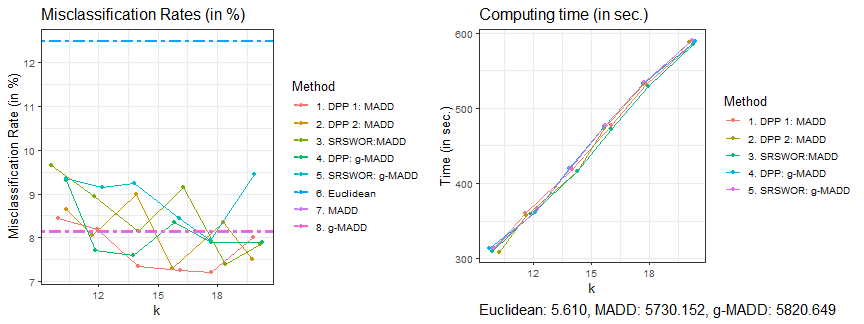 Misclassification Rates (in %)
Misclassification Rate (in %)
12
11
10
9
8
7
12
15
18
k
Method
1. DPP 1: MADD
2. DPP 2: MADD
3. SRSWOR:MADD
4. DPP: g-MADD
5. SRSWOR: g-MADD
6. Euclidean
7. MADD
8. g-MADD
Computing time (in sec.)
Time (in sec.)
600
500
400
300
12
15
18
k
Method
1. DPP 1: MADD
2. DPP 2: MADD
3. SRSWOR:MADD
4. DPP: g-MADD
5. SRSWOR: g-MADD
Euclidean: 5.610, MADD: 5730.152, g-MADD: 5820.649